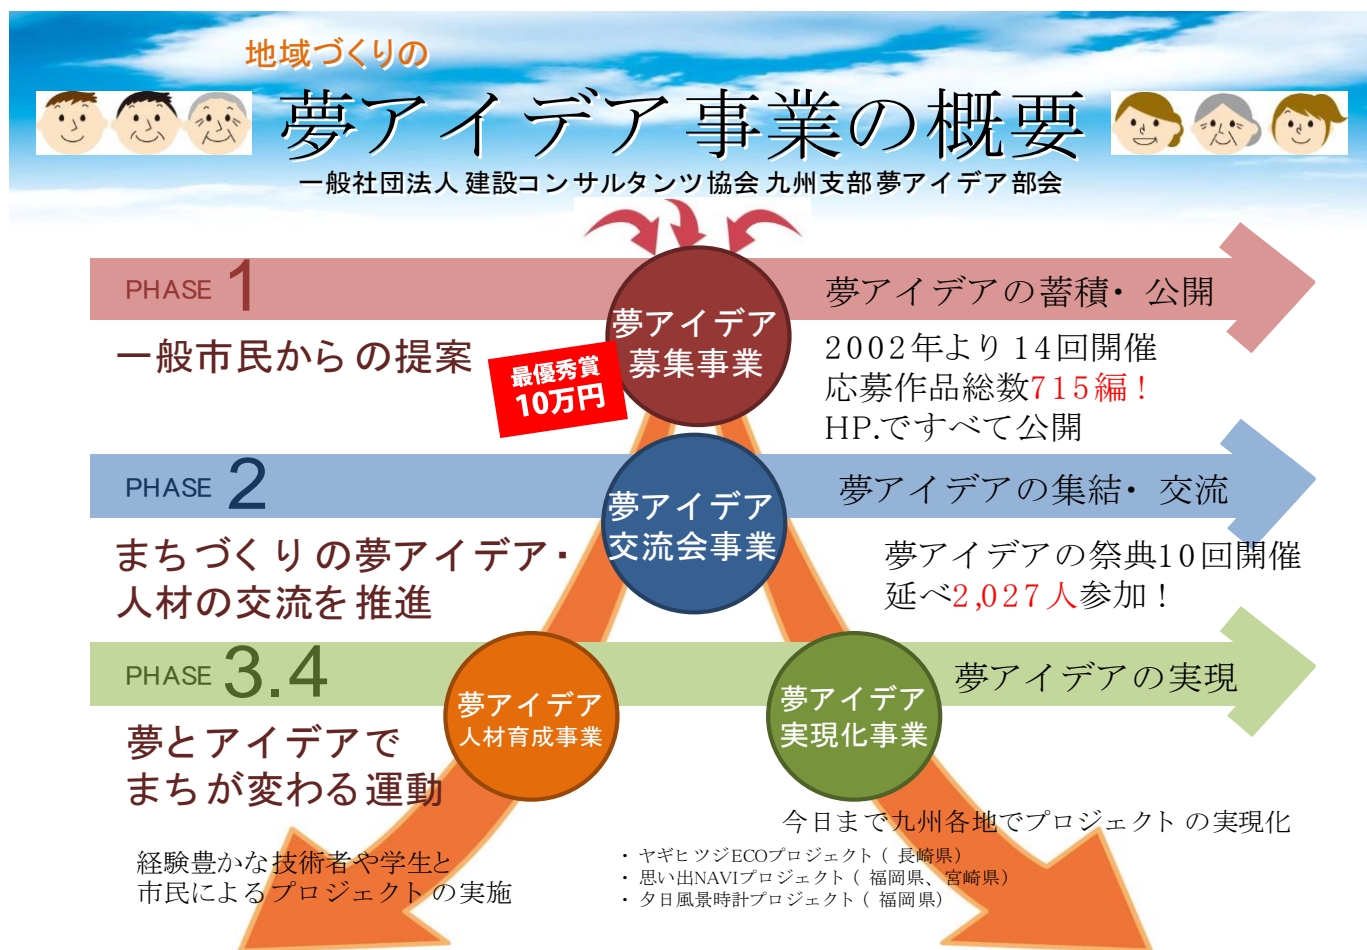 地域づくりの
夢アイデア事業の概要
一般社団法人 建設コンサルタンツ協会 九州支部 夢アイデア部会
PHASE 1
夢アイデア
募集事業
夢アイデアの蓄積・公開
一般市民からの提案
最優秀賞
10万円
2002年より14回開催
応募作品総数715編！
HP.ですべて公開
PHASE 2
夢アイデア
交流会事業
夢アイデアの集結・交流
まちづくりの夢アイデア・
人材の交流を推進
夢アイデアの祭典10回開催
延べ2,027人参加！
PHASE 3.4
夢アイデア
人材育成事業
夢アイデア
実現化事業
夢アイデアの実現
夢とアイデアで
まちが変わる運動
今日まで九州各地でプロジェクトの実現化
経験豊かな技術者や学生と
市民によるプロジェクトの実施
・ヤギヒツジECOプロジェクト（長崎県）
・思い出NAVIプロジェクト（福岡県、宮崎県）
・夕日風景時計プロジェクト（福岡県）